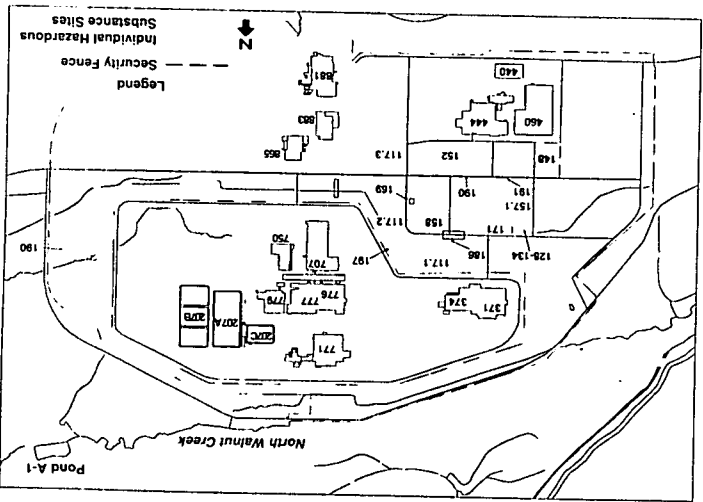 Pond A-1
North Walnut Creek
771
371
374
207C
207A
207B
776
777
779
707
750
190
197
117.1
186
128-134
171
158
117.2
157.1
191
190
169
148
152
117.3
865
883
460
444
440
881
Legend
Security Fence
Individual Hazardous
Substance Sites
N